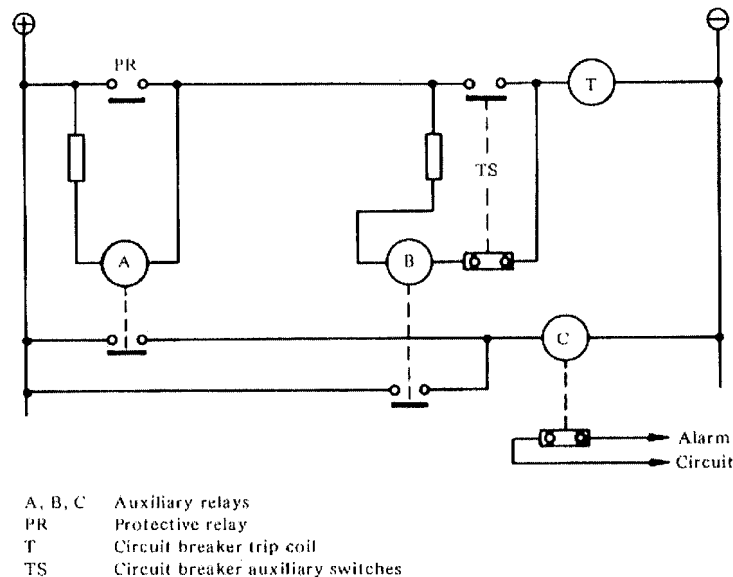 + −
PR
T
TS
A
B
C
Alarm
Circuit
A, B, C Auxiliary relays
PR Protective relay
T Circuit breaker trip coil
TS Circuit breaker auxiliary switches